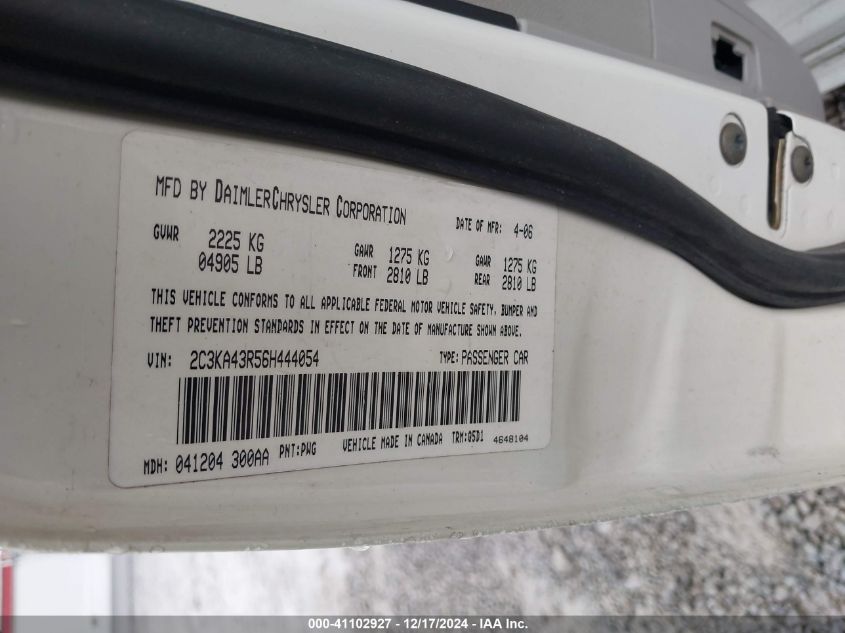 MFD BY DAIMLERCHRYSLER CORPORATION DATE OF MFR: 4-06
GVWR 2225 KG GAWR 1275 KG GAWR 1275 KG
04905 LB FRONT 2810 LB REAR 2810 LB
THIS VEHICLE CONFORMS TO ALL APPLICABLE FEDERAL MOTOR VEHICLE SAFETY, BUMPER AND
THEFT PREVENTION STANDARDS IN EFFECT ON THE DATE OF MANUFACTURE SHOWN ABOVE.
VIN: 2C3KA43R56H444054 TYPE: PASSENGER CAR
MDH: 041204 300AA PNT:PWG VEHICLE MADE IN CANADA TRM:05D1 4648104
000-41102927 - 12/17/2024 - IAA Inc.